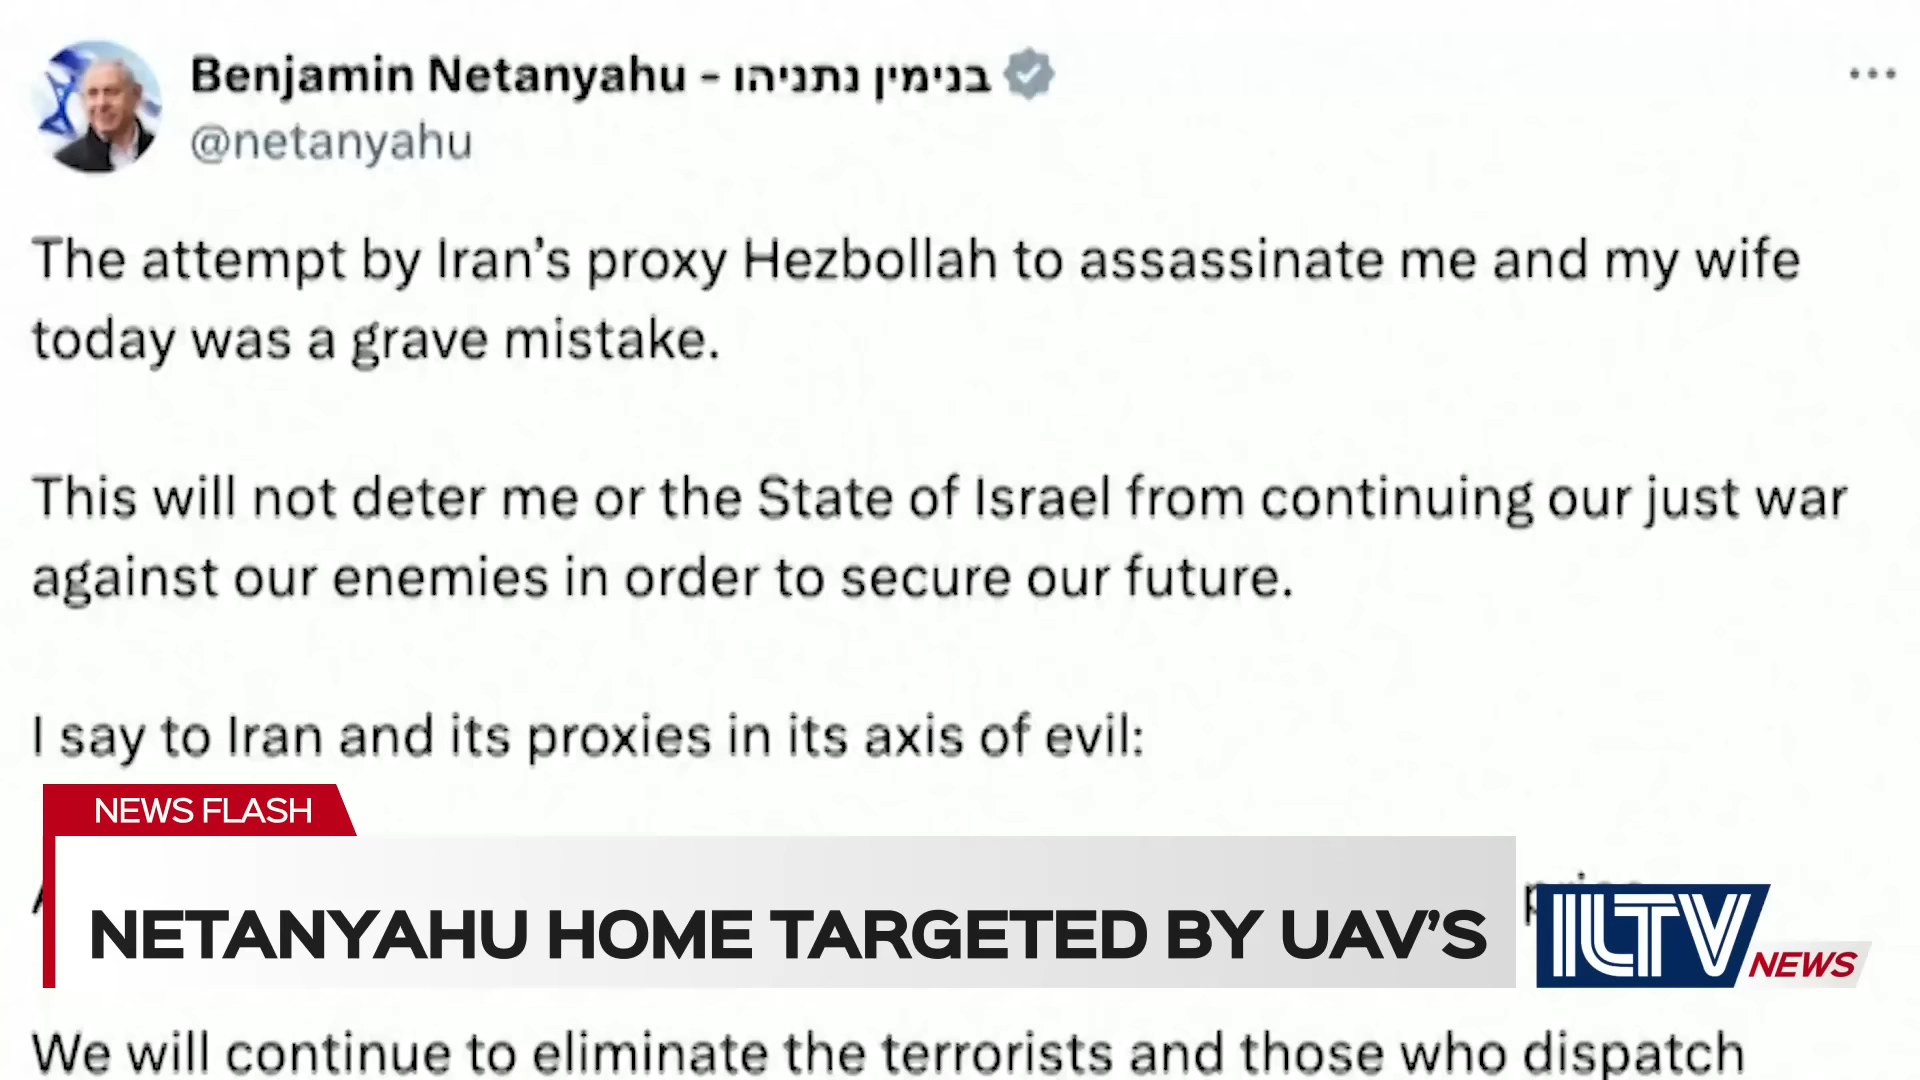 Benjamin Netanyahu - בנימין נתניהו
@netanyahu
The attempt by Iran’s proxy Hezbollah to assassinate me and my wife
today was a grave mistake.
This will not deter me or the State of Israel from continuing our just war
against our enemies in order to secure our future.
I say to Iran and its proxies in its axis of evil:
NEWS FLASH
NETANYAHU HOME TARGETED BY UAV’S
ILTV NEWS
We will continue to eliminate the terrorists and those who dispatch